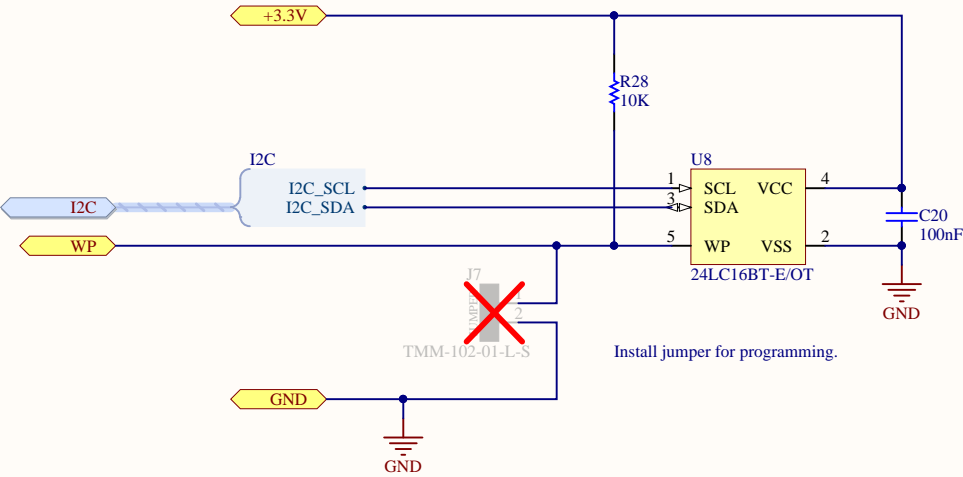 +3.3V
R28
10K
I2C
U8
I2C_SCL
1
SCL
VCC
4
I2C
I2C_SDA
3
SDA
C20
100nF
WP
5
WP
VSS
2
24LC16BT-E/OT
J7
1
2
GND
TMM-102-01-L-S
Install jumper for programming.
GND
GND